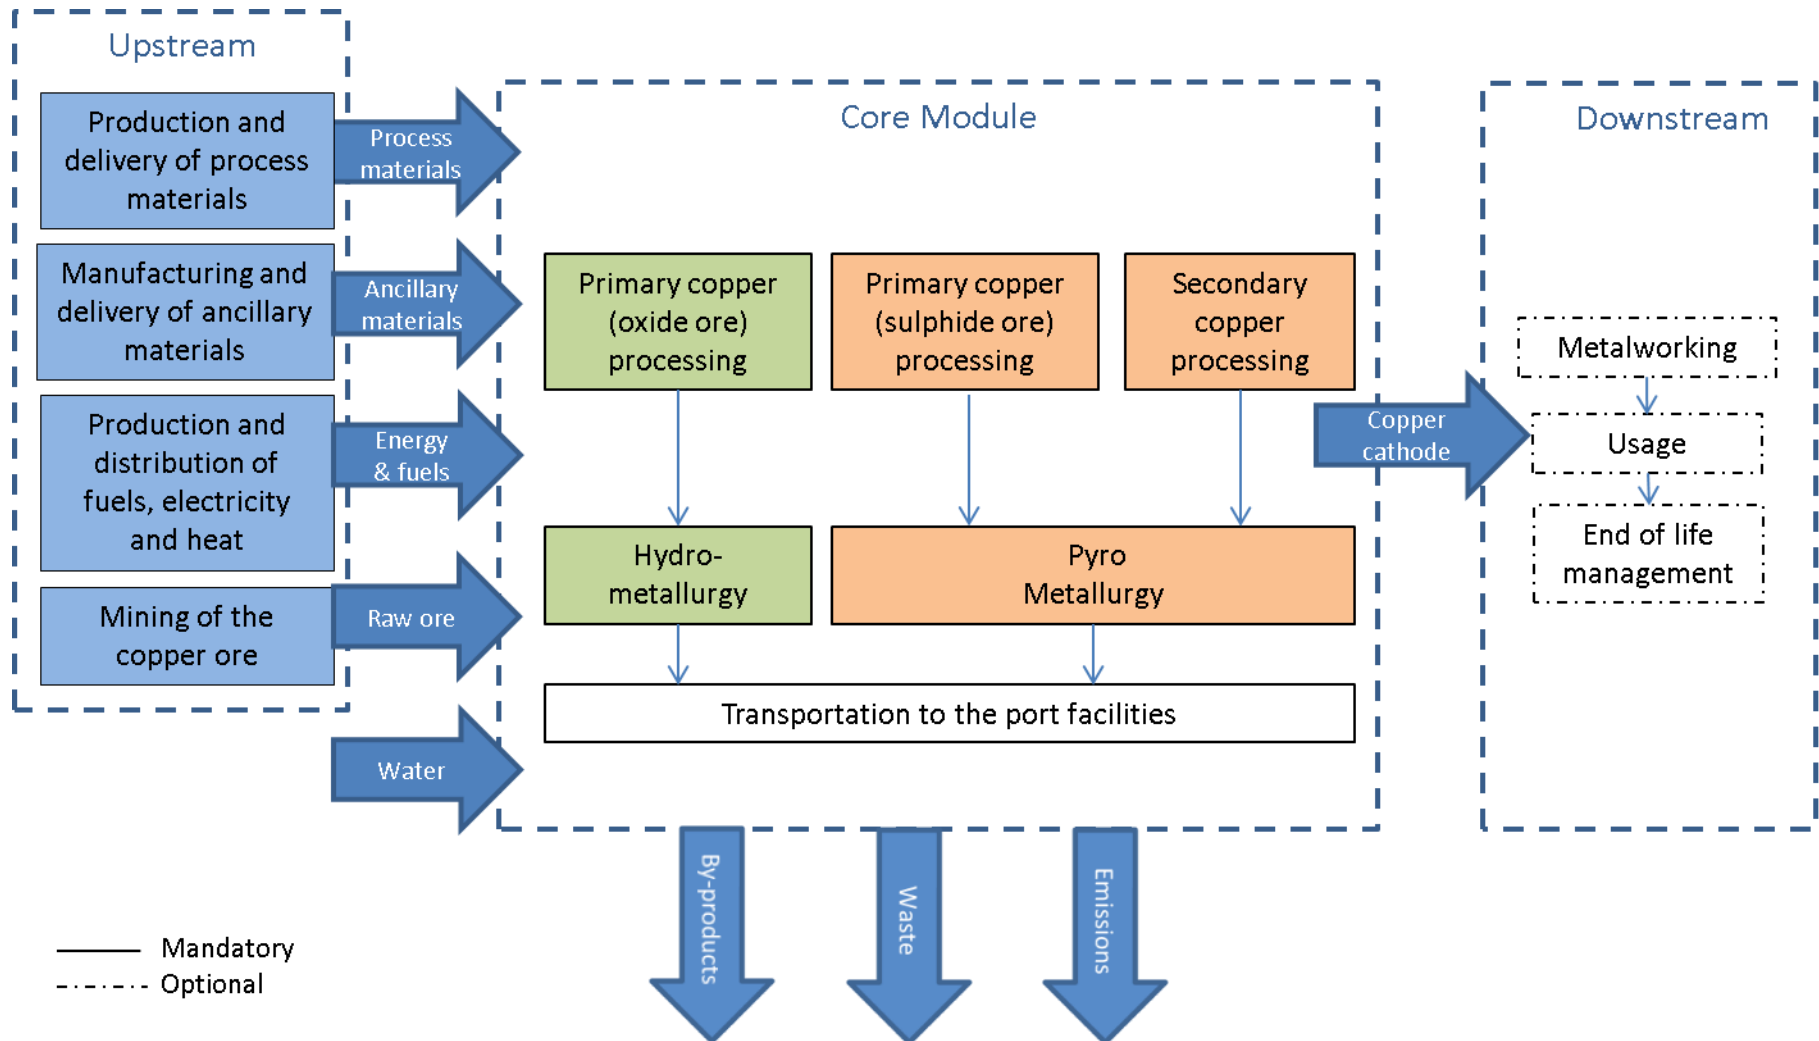 Upstream
Production and
delivery of process
materials
Manufacturing and
delivery of ancillary
materials
Production and
distribution of
fuels, electricity
and heat
Mining of the
copper ore
Process
materials
Ancillary
materials
Energy
& fuels
Raw ore
Water
Core Module
Primary copper
(oxide ore)
processing
Primary copper
(sulphide ore)
processing
Secondary
copper
processing
Hydro-
metallurgy
Pyro
Metallurgy
Transportation to the port facilities
By-products
Waste
Emissions
Copper
cathode
Downstream
Metalworking
Usage
End of life
management
Mandatory
Optional